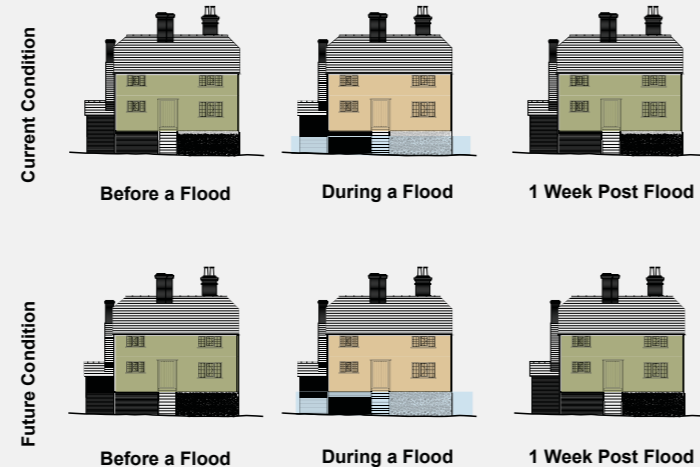 Current Condition
Before a Flood
During a Flood
1 Week Post Flood
Future Condition
Before a Flood
During a Flood
1 Week Post Flood